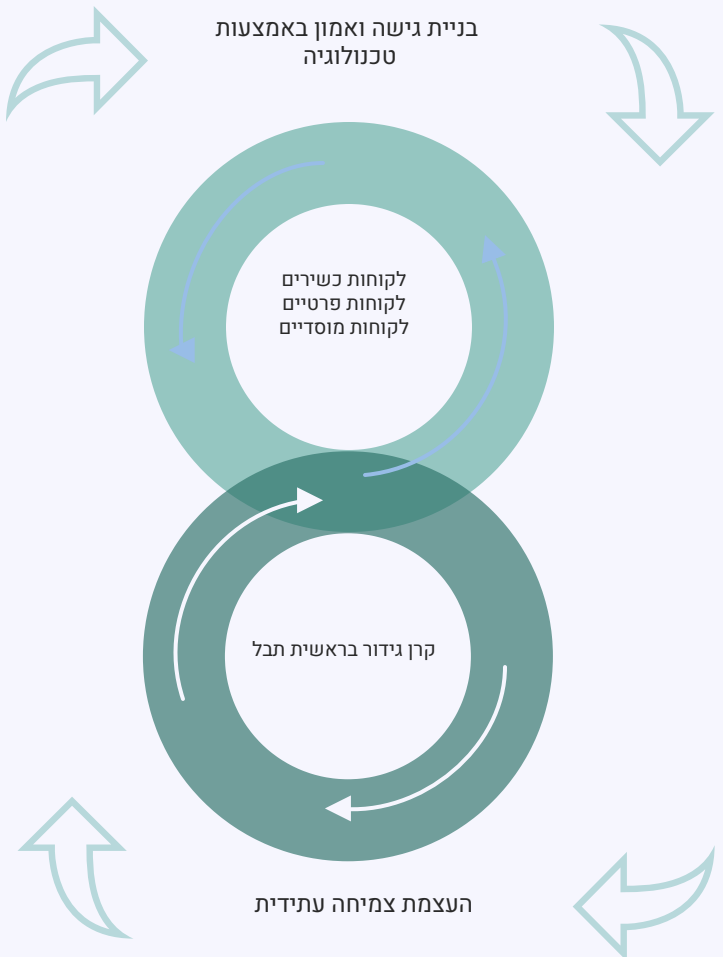 בניית גישה ואמון באמצעות
טכנולוגיה
לקוחות כשירים
לקוחות פרטיים
לקוחות מוסדיים
קרן גידור בראשית תבל
העצמת צמיחה עתידית